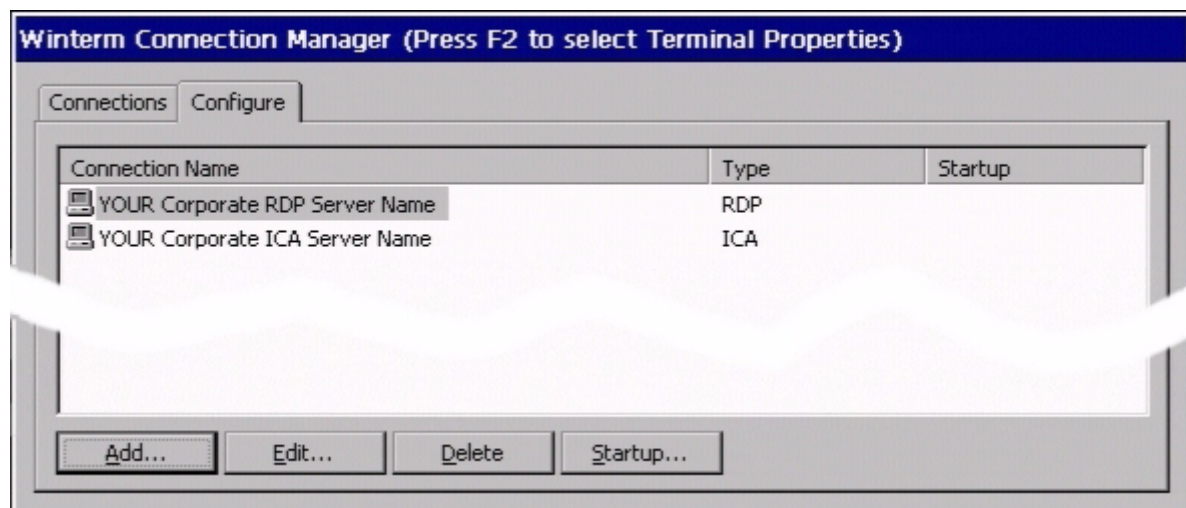 Winterm Connection Manager (Press F2 to select Terminal Properties)
Connections Configure
Connection Name Type Startup
YOUR Corporate RDP Server Name RDP
YOUR Corporate ICA Server Name ICA
Add... Edit... Delete Startup...